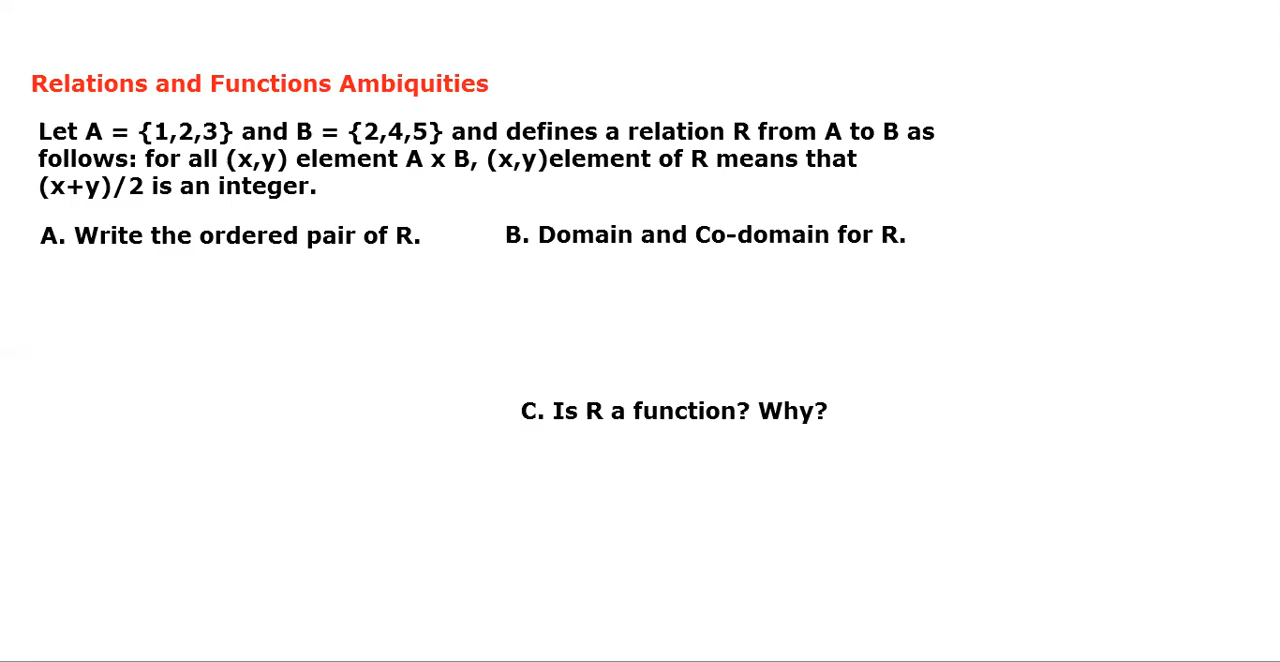 Relations and Functions Ambiquities
Let A = {1,2,3} and B = {2,4,5} and defines a relation R from A to B as
follows: for all (x,y) element A x B, (x,y)element of R means that
(x+y)/2 is an integer.
A. Write the ordered pair of R.
B. Domain and Co-domain for R.
C. Is R a function? Why?